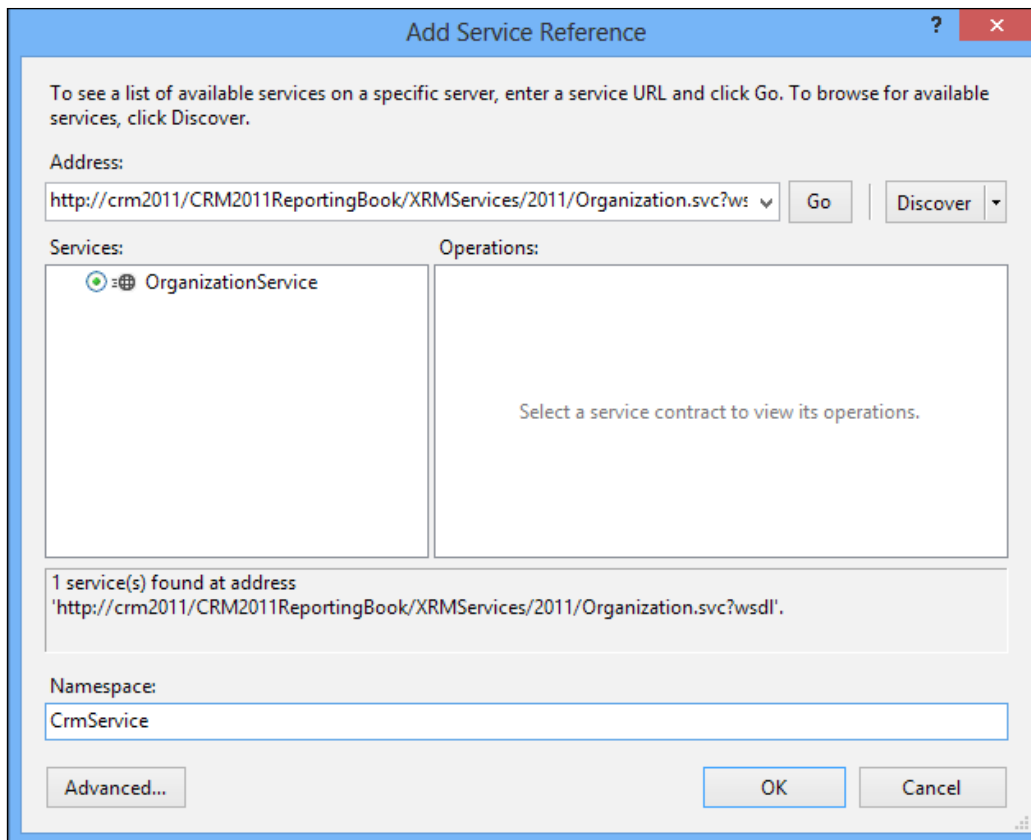 Add Service Reference
?
To see a list of available services on a specific server, enter a service URL and click Go. To browse for available
services, click Discover.
Address:
http://crm2011/CRM2011ReportingBook/XRMServices/2011/Organization.svc?ws
Go
Discover
Services:
Operations:
OrganizationService
Select a service contract to view its operations.
1 service(s) found at address
'http://crm2011/CRM2011ReportingBook/XRMServices/2011/Organization.svc?wsdl'.
Namespace:
CrmService
Advanced...
OK
Cancel